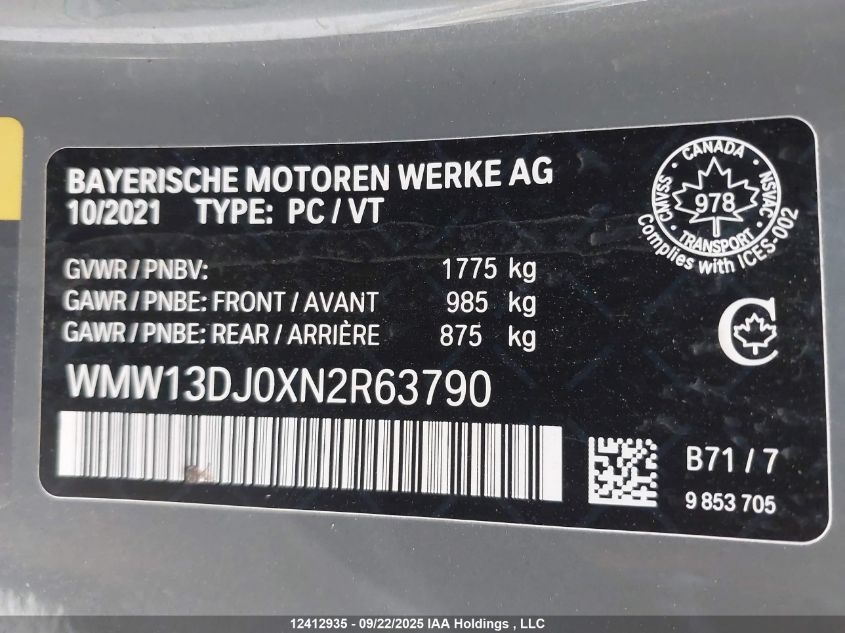 BAYERISCHE MOTOREN WERKE AG
10/2021 TYPE: PC / VT
CANADA
CMVSS 978 NSVAC
TRANSPORT
Complies with ICES-002
GVWR / PNBV: 1775 kg
GAWR / PNBE: FRONT / AVANT 985 kg
GAWR / PNBE: REAR / ARRIÈRE 875 kg
C
WMW13DJ0XN2R63790
B71 / 7
9 853 705
12412935 - 09/22/2025 IAA Holdings , LLC